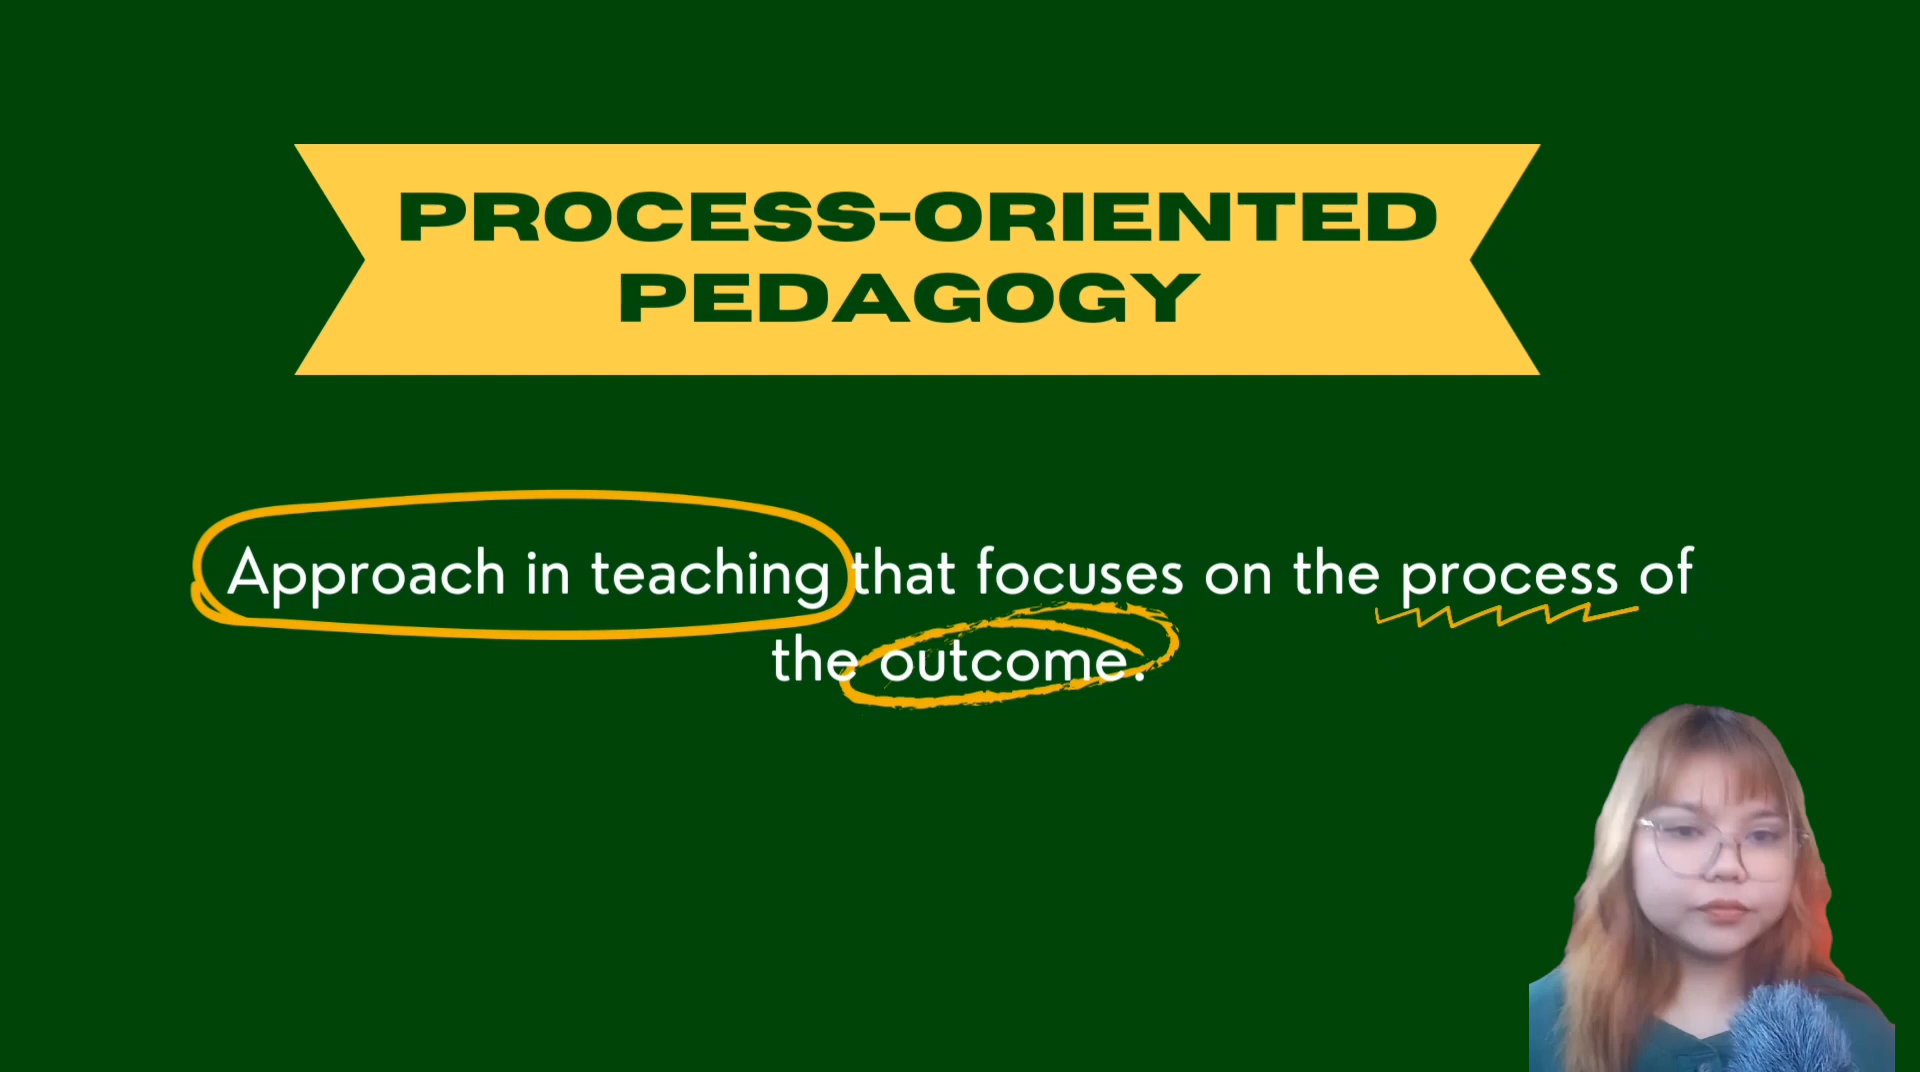 PROCESS-ORIENTED
PEDAGOGY
Approach in teaching that focuses on the process of
the outcome.